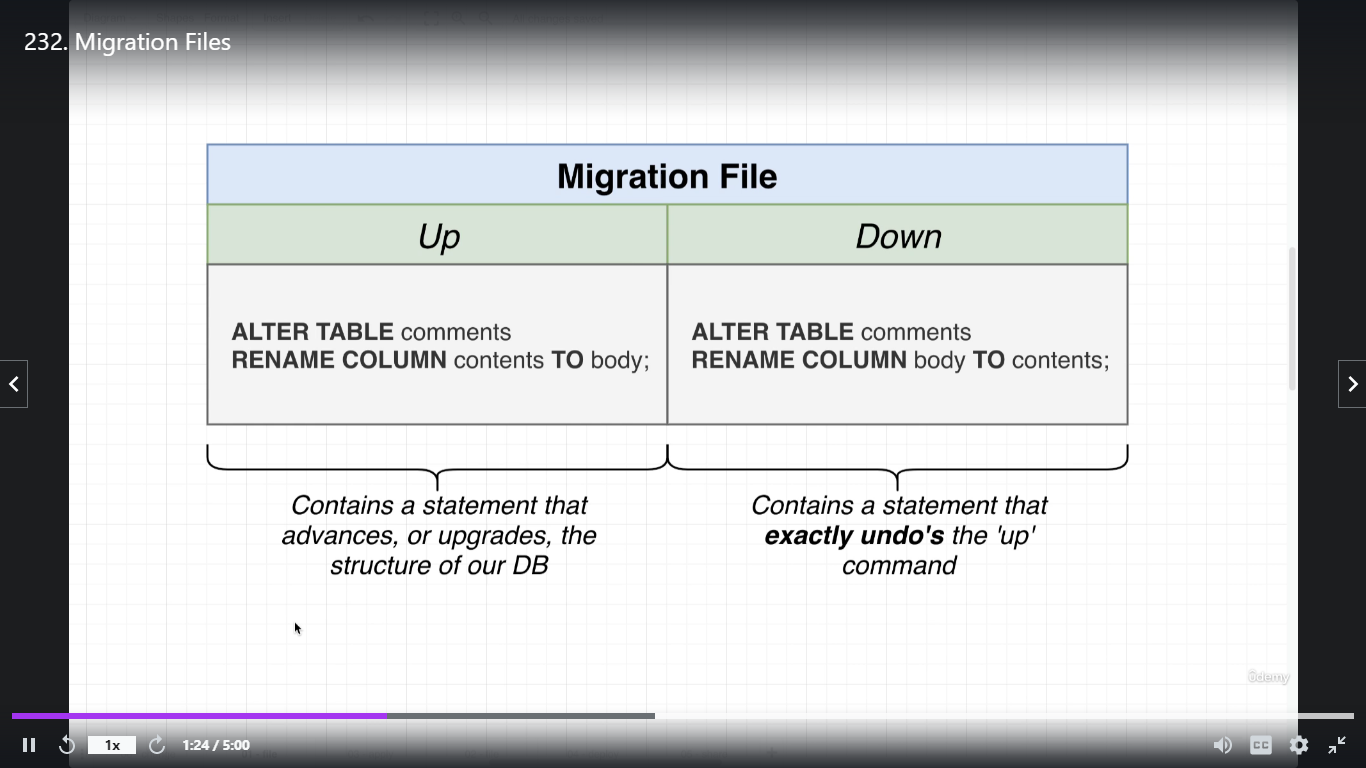 232. Migration Files
Migration File
Up
Down
ALTER TABLE comments
RENAME COLUMN contents TO body;
ALTER TABLE comments
RENAME COLUMN body TO contents;
Contains a statement that
advances, or upgrades, the
structure of our DB
Contains a statement that
exactly undo's the 'up'
command
ûdemy
1x
1:24 / 5:00
CC